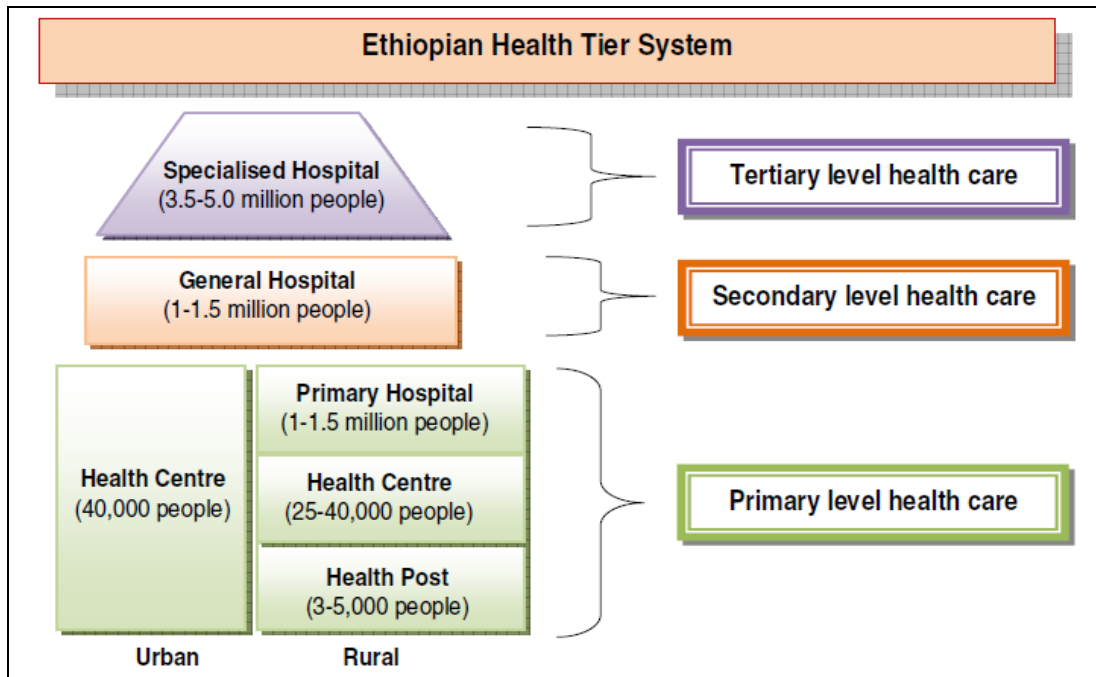 Ethiopian Health Tier System
Specialised Hospital
(3.5-5.0 million people)
Tertiary level health care
General Hospital
(1-1.5 million people)
Secondary level health care
Primary Hospital
(1-1.5 million people)
Health Centre
(40,000 people)
Health Centre
(25-40,000 people)
Health Post
(3-5,000 people)
Primary level health care
Urban
Rural